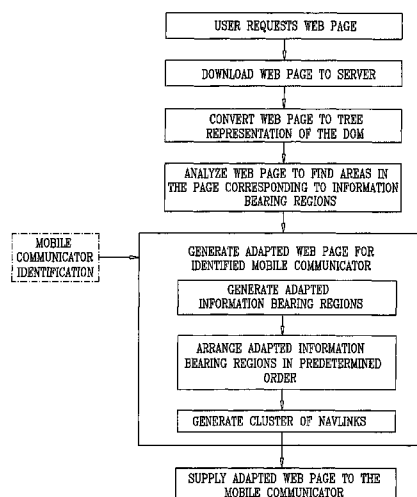 USER REQUESTS WEB PAGE
DOWNLOAD WEB PAGE TO SERVER
CONVERT WEB PAGE TO TREE
REPRESENTATION OF THE DOM
ANALYZE WEB PAGE TO FIND AREAS IN
THE PAGE CORRESPONDING TO INFORMATION
BEARING REGIONS
MOBILE
COMMUNICATOR
IDENTIFICATION
GENERATE ADAPTED WEB PAGE FOR
IDENTIFIED MOBILE COMMUNICATOR
GENERATE ADAPTED
INFORMATION BEARING REGIONS
ARRANGE ADAPTED INFORMATION
BEARING REGIONS IN PREDETERMINED
ORDER
GENERATE CLUSTER OF NAVLINKS
SUPPLY ADAPTED WEB PAGE TO THE
MOBILE COMMUNICATOR